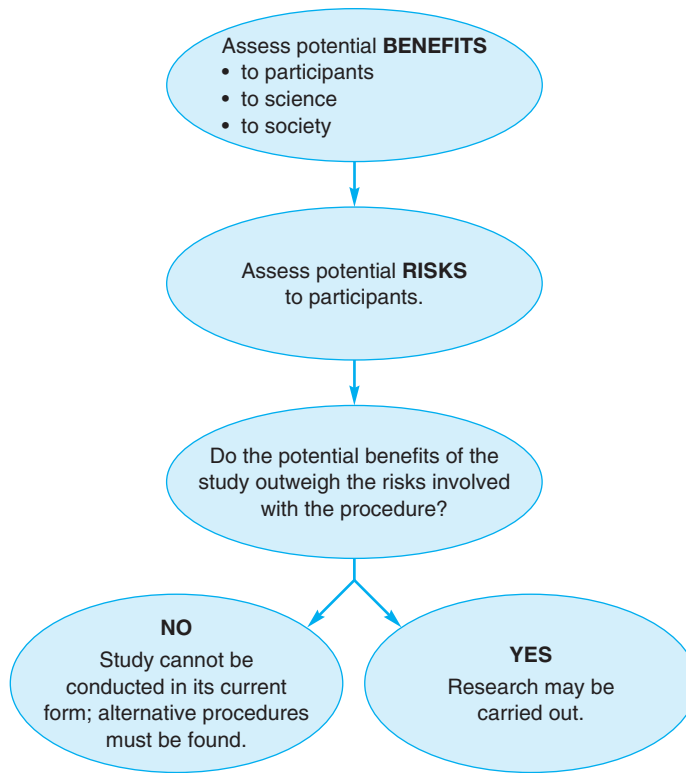 Assess potential BENEFITS
• to participants
• to science
• to society
Assess potential RISKS
to participants.
Do the potential benefits of the
study outweigh the risks involved
with the procedure?
NO
Study cannot be
conducted in its current
form; alternative procedures
must be found.
YES
Research may be
carried out.